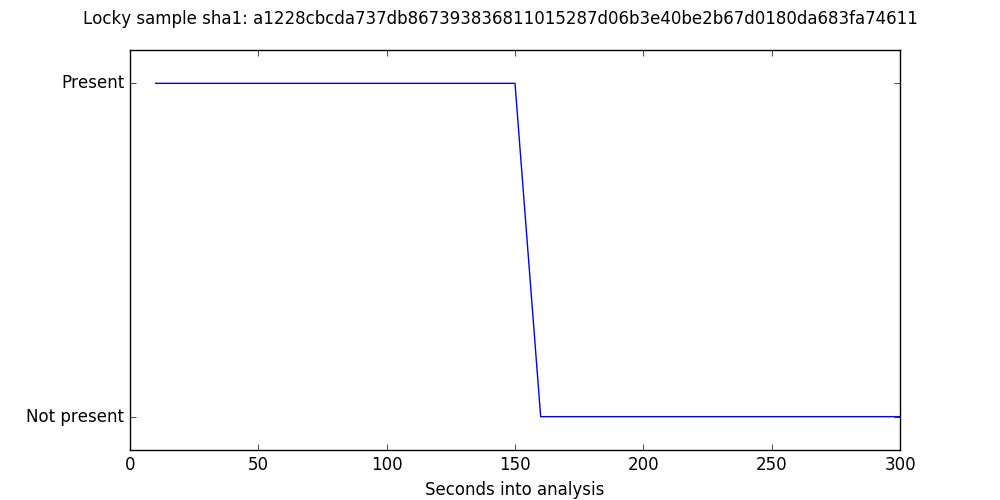 Locky sample sha1: a1228cbcda737db867393836811015287d06b3e40be2b67d0180da683fa74611
Present
Not present
0 50 100 150 200 250 300
Seconds into analysis